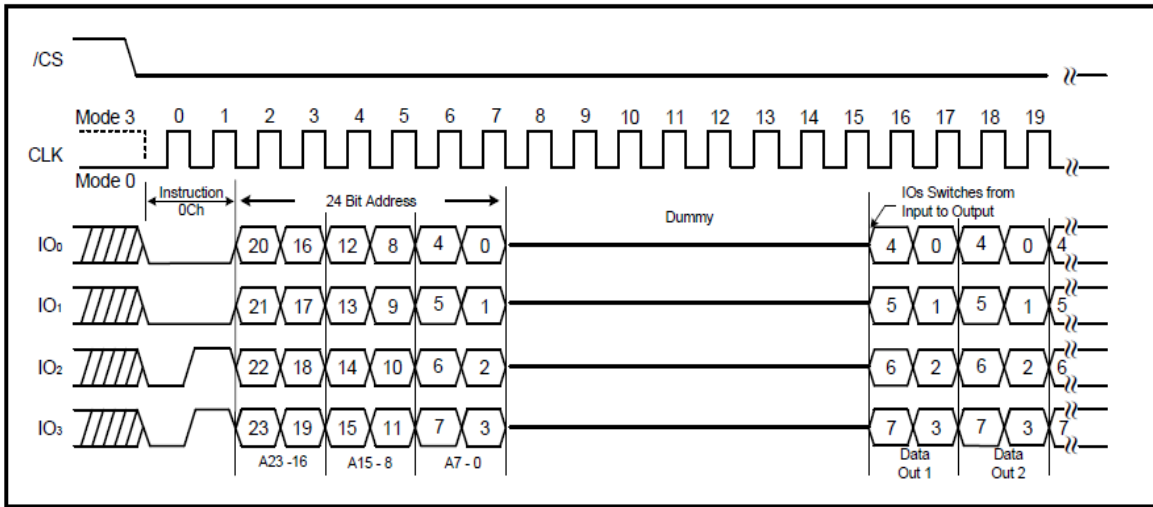 /CS
Mode 3 0 1 2 3 4 5 6 7 8 9 10 11 12 13 14 15 16 17 18 19
CLK
Mode 0
Instruction
0Ch
24 Bit Address
Dummy
IOs Switches from
Input to Output
IO0 20 16 12 8 4 0 4 0 4 0 4
IO1 21 17 13 9 5 1 5 1 5 1 5
IO2 22 18 14 10 6 2 6 2 6 2 6
IO3 23 19 15 11 7 3 7 3 7 3 7
A23 -16 A15 - 8 A7 - 0
Data
Out 1
Data
Out 2